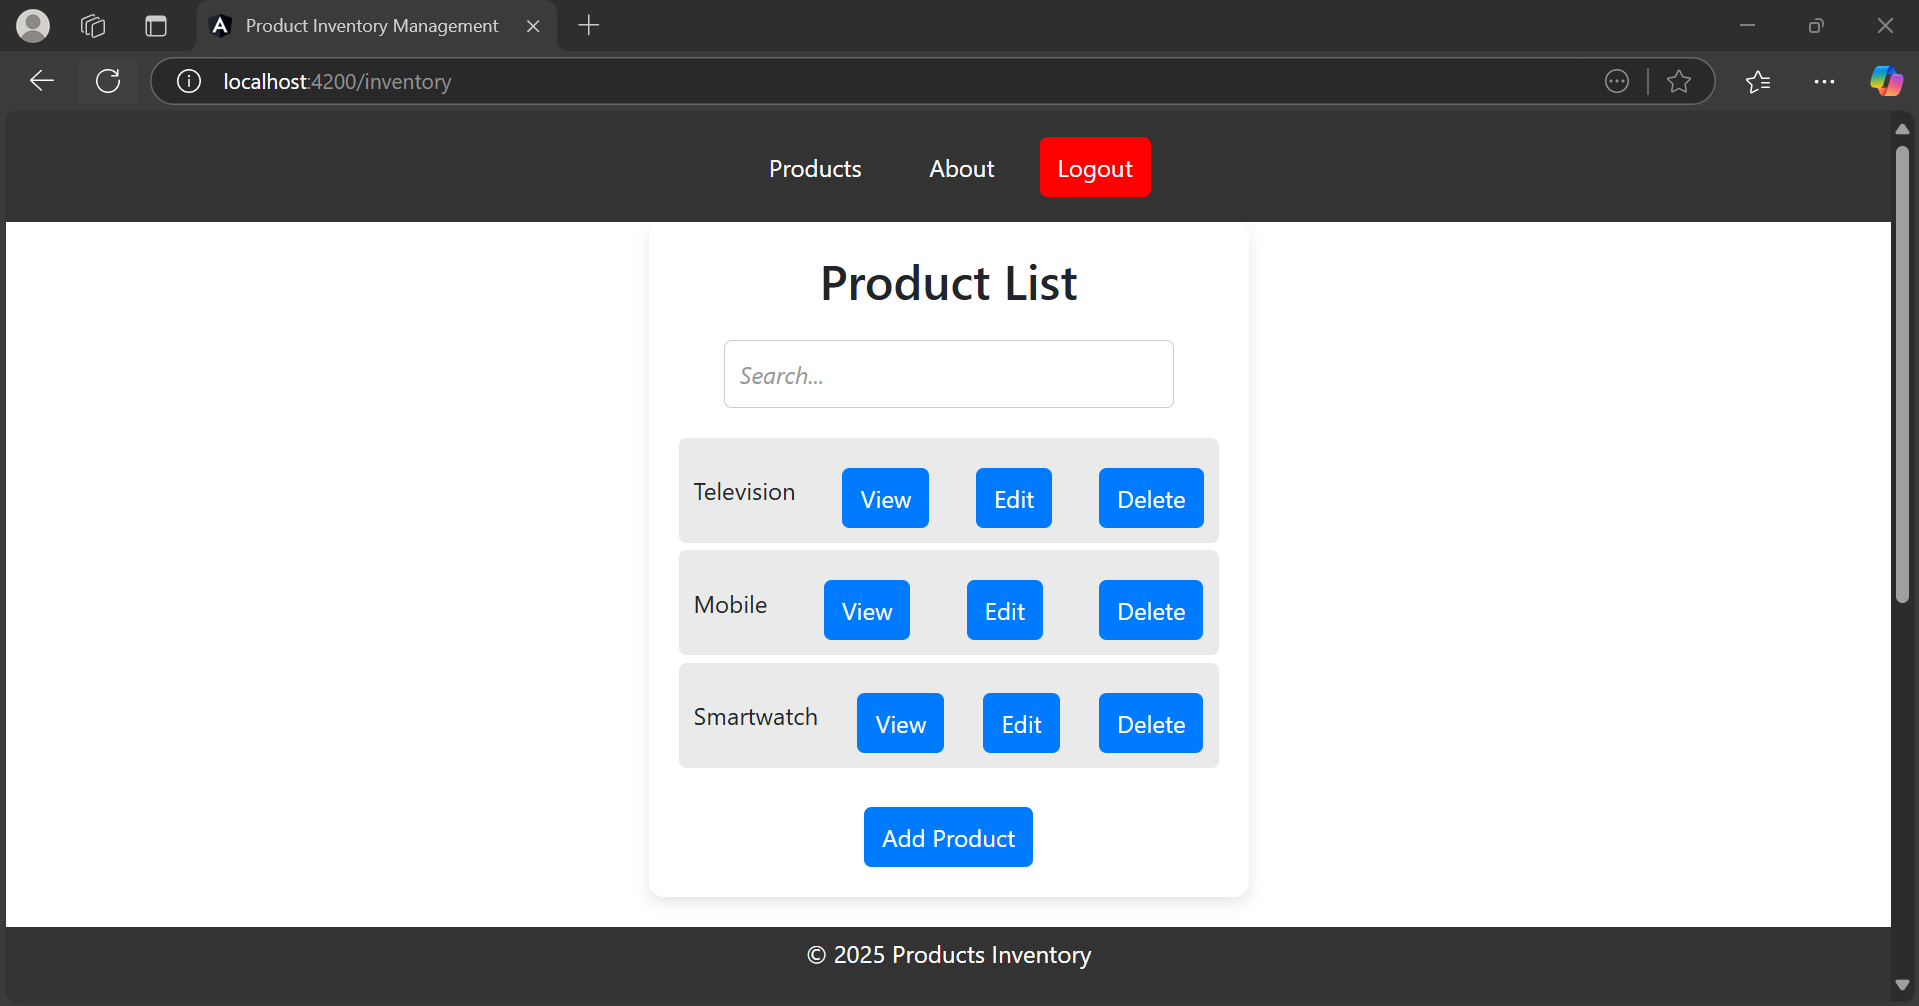 Product Inventory Management
localhost:4200/inventory
Products About Logout
Product List
Search...
Television View Edit Delete
Mobile View Edit Delete
Smartwatch View Edit Delete
Add Product
© 2025 Products Inventory